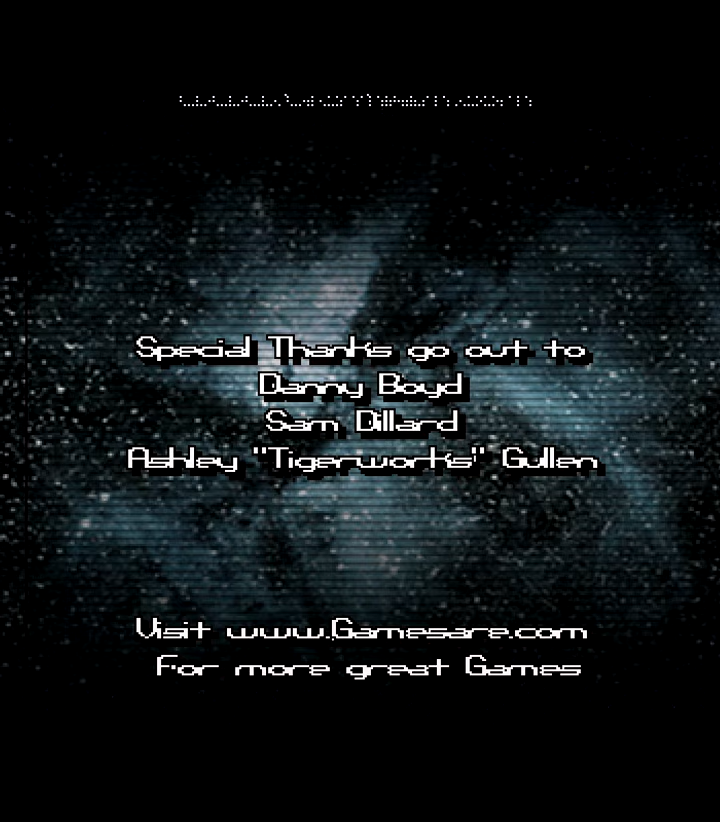 Special Thanks go out to
Danny Boyd
Sam Dillard
Ashley "Tigerworks" Gullen
Visit www.Gamesare.com
For more great Games